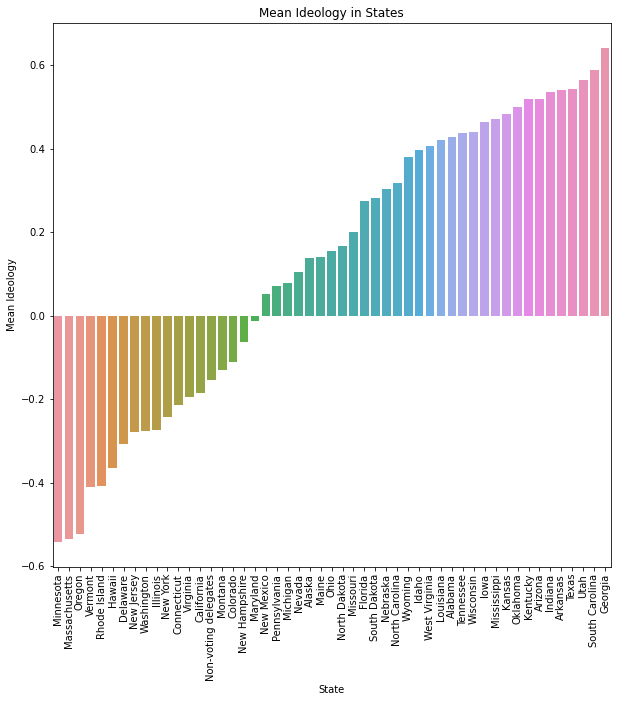 Mean Ideology in States
Mean Ideology
0.6
0.4
0.2
0.0
−0.2
−0.4
−0.6
Minnesota
Massachusetts
Oregon
Vermont
Rhode Island
Hawaii
Delaware
New Jersey
Washington
Illinois
New York
Connecticut
Virginia
California
Non-voting delegates
Montana
Colorado
New Hampshire
Maryland
New Mexico
Pennsylvania
Michigan
Nevada
Alaska
Maine
Ohio
North Dakota
Missouri
Florida
South Dakota
Nebraska
North Carolina
Wyoming
Idaho
West Virginia
Louisiana
Alabama
Tennessee
Wisconsin
Iowa
Mississippi
Kansas
Oklahoma
Kentucky
Arizona
Indiana
Arkansas
Texas
Utah
South Carolina
Georgia
State